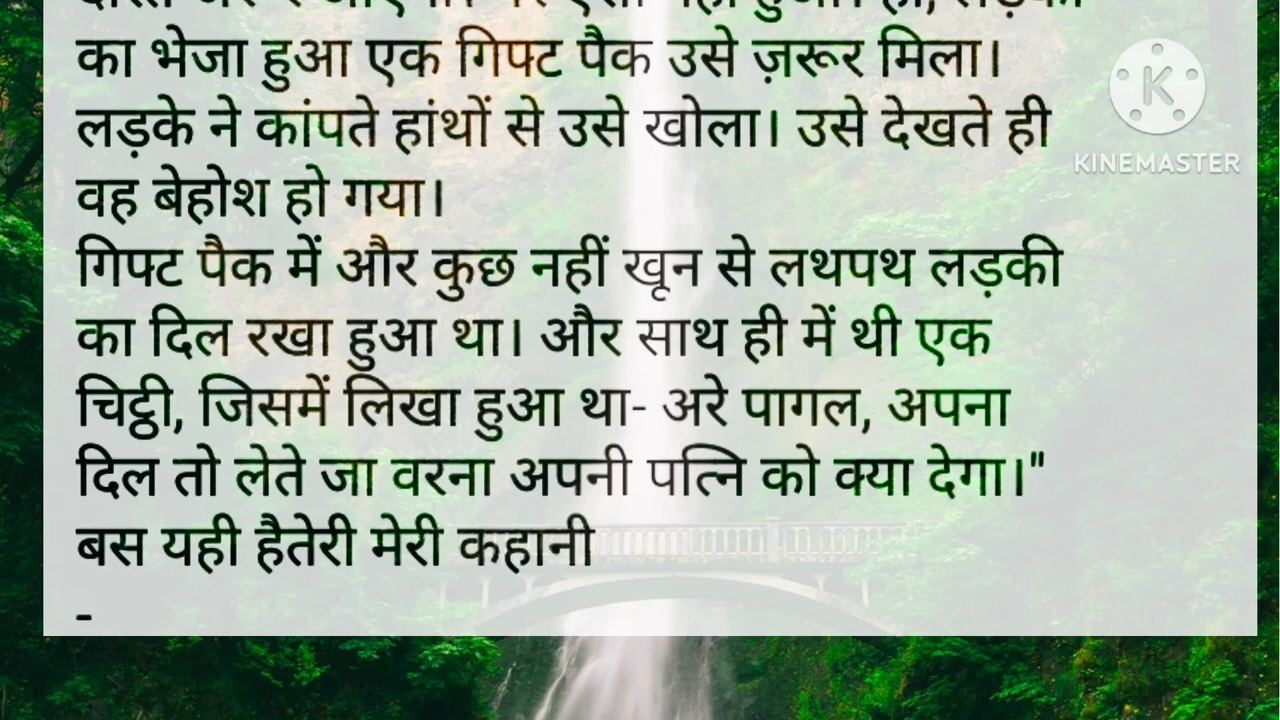 का भेजा हुआ एक गिफ्ट पैक उसे ज़रूर मिला।
लड़के ने कांपते हांथों से उसे खोला। उसे देखते ही
वह बेहोश हो गया।
गिफ्ट पैक में और कुछ नहीं खून से लथपथ लड़की
का दिल रखा हुआ था। और साथ ही में थी एक
चिट्ठी, जिसमें लिखा हुआ था- अरे पागल, अपना
दिल तो लेते जा वरना अपनी पत्नि को क्या देगा।"
बस यही हैतेरी मेरी कहानी
-
KINEMASTER